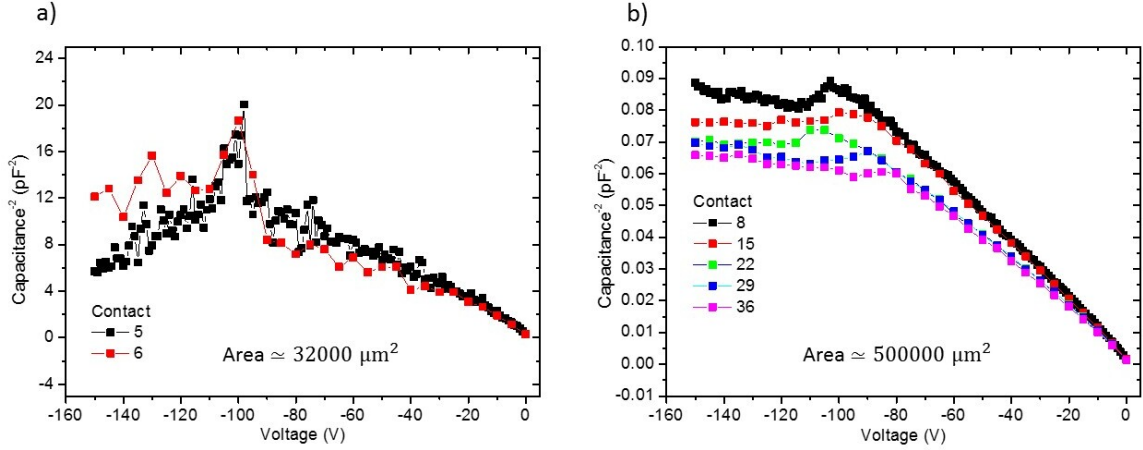 a)
24
20
16
12
8
4
0
-4
Capacitance⁻² (pF⁻²)
Contact
5
6
Area ≃ 32000 μm²
-160 -140 -120 -100 -80 -60 -40 -20 0
Voltage (V)
b)
0.10
0.09
0.08
0.07
0.06
0.05
0.04
0.03
0.02
0.01
0.00
-0.01
Capacitance⁻² (pF⁻²)
Contact
8
15
22
29
36
Area ≃ 500000 μm²
-160 -140 -120 -100 -80 -60 -40 -20 0
Voltage (V)